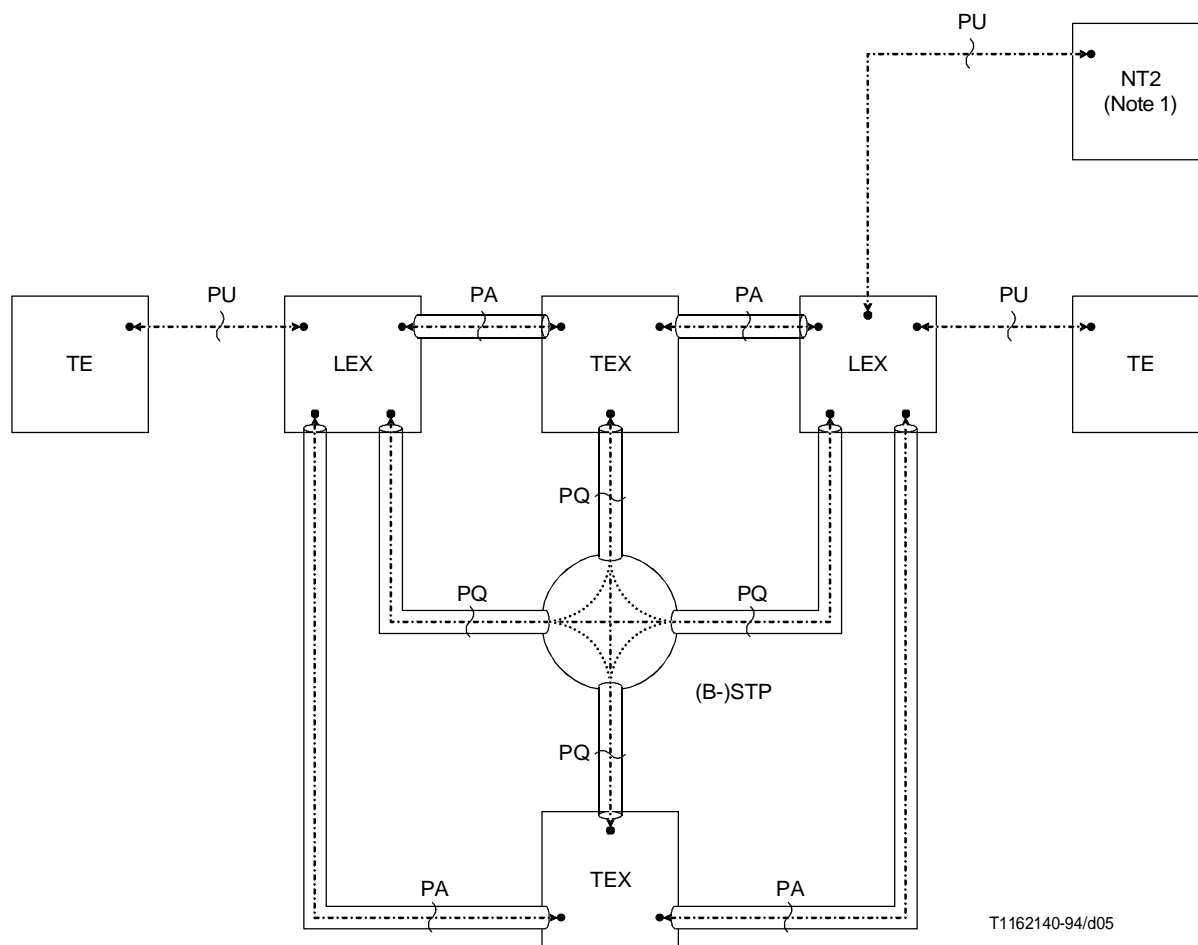 PU
NT2
(Note 1)
PU
PA
PA
PU
TE
LEX
TEX
LEX
TE
PQ
PQ
PQ
(B-)STP
PQ
TEX
PA
PA
T1162140-94/d05